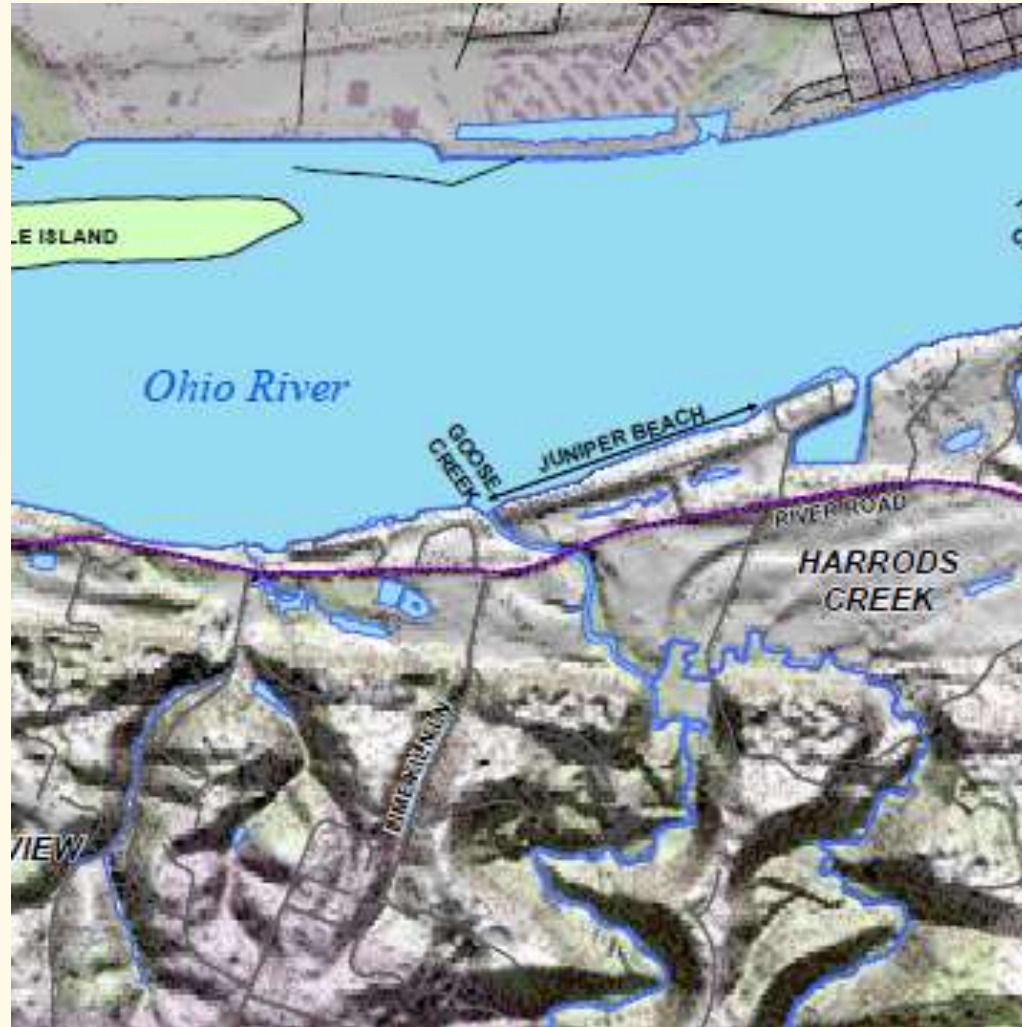 LE ISLAND
Ohio River
GOOSE
CREEK
JUNIPER BEACH
RIVER ROAD
HARRODS
CREEK
VIEW